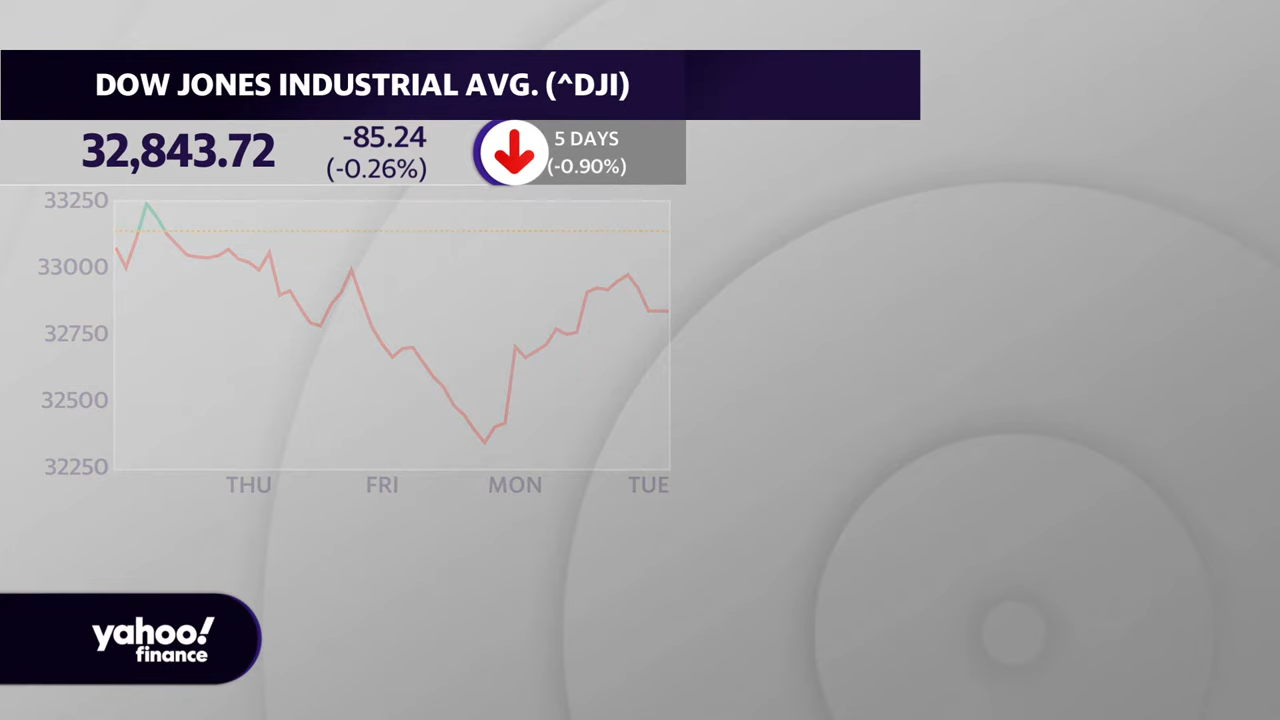 DOW JONES INDUSTRIAL AVG. (^DJI)
32,843.72
-85.24
(-0.26%)
5 DAYS
(-0.90%)
33250
33000
32750
32500
32250
THU FRI MON TUE
yahoo!
finance